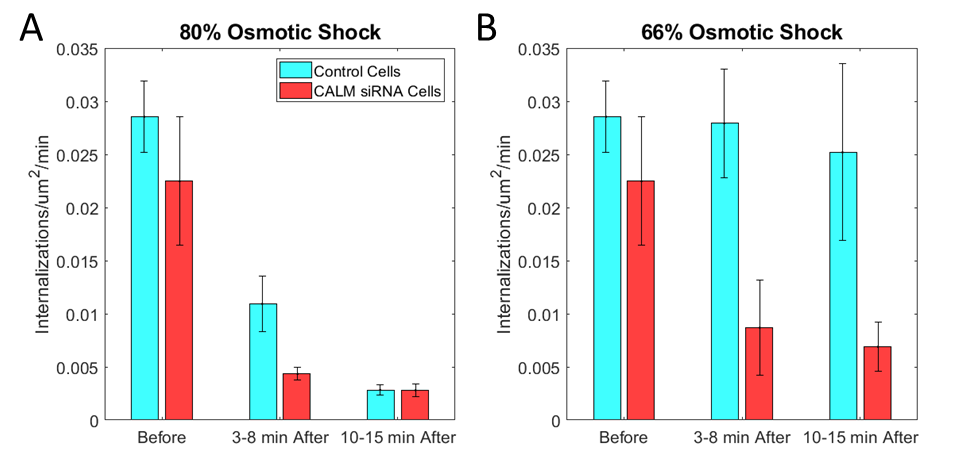 A
80% Osmotic Shock
Internalizations/um²/min
0.035
0.03
0.025
0.02
0.015
0.01
0.005
0
Control Cells
CALM siRNA Cells
Before
3-8 min After
10-15 min After
B
66% Osmotic Shock
Internalizations/um²/min
0.035
0.03
0.025
0.02
0.015
0.01
0.005
0
Before
3-8 min After
10-15 min After